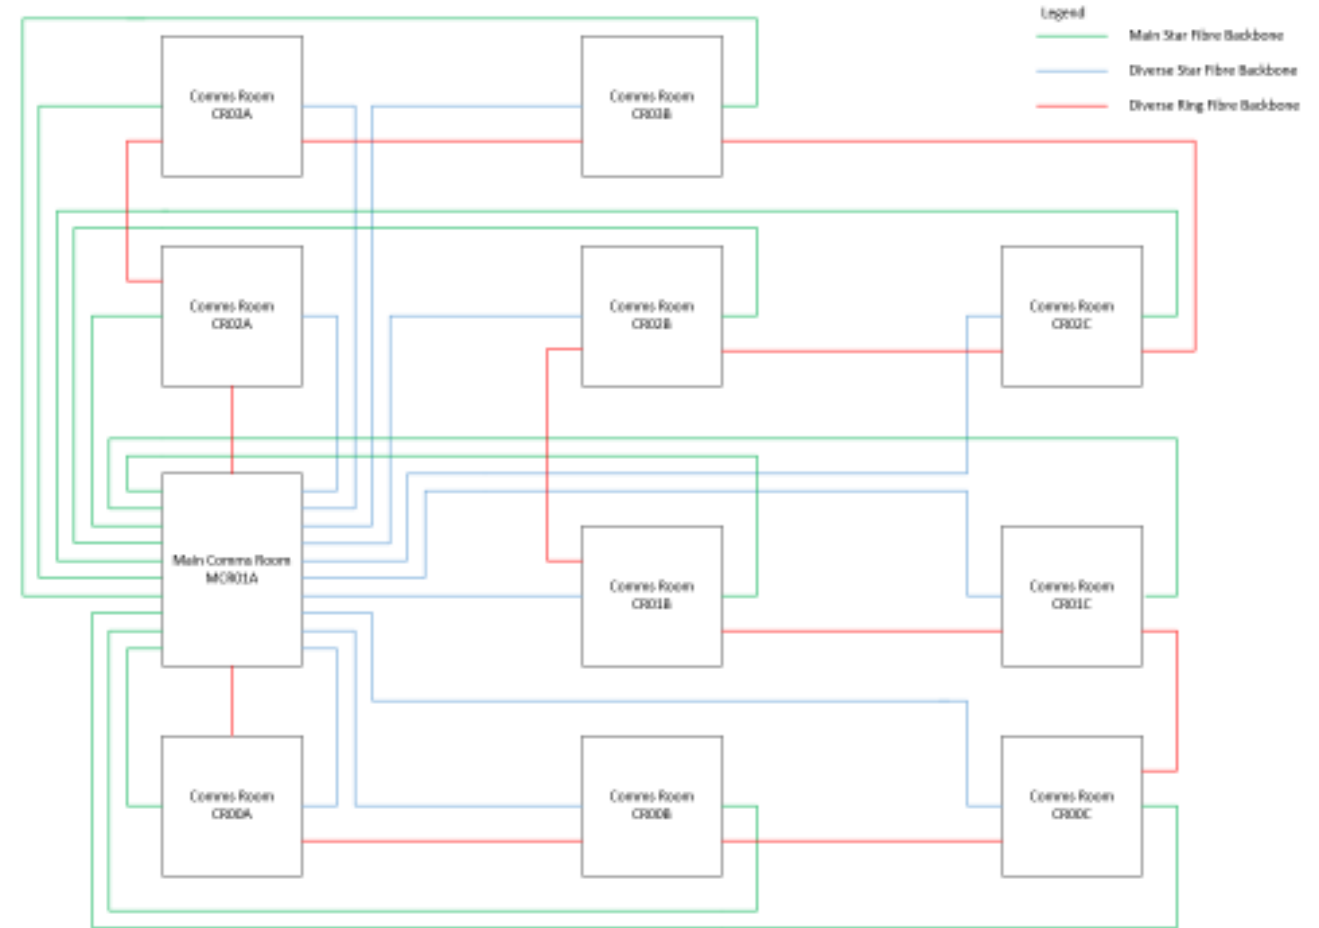 Legend
Main Star Fibre Backbone
Diverse Star Fibre Backbone
Diverse Ring Fibre Backbone
Comms Room
CR03A
Comms Room
CR03B
Comms Room
CR02A
Comms Room
CR02B
Comms Room
CR02C
Main Comms Room
MCR01A
Comms Room
CR01B
Comms Room
CR01C
Comms Room
CR00A
Comms Room
CR00B
Comms Room
CR00C